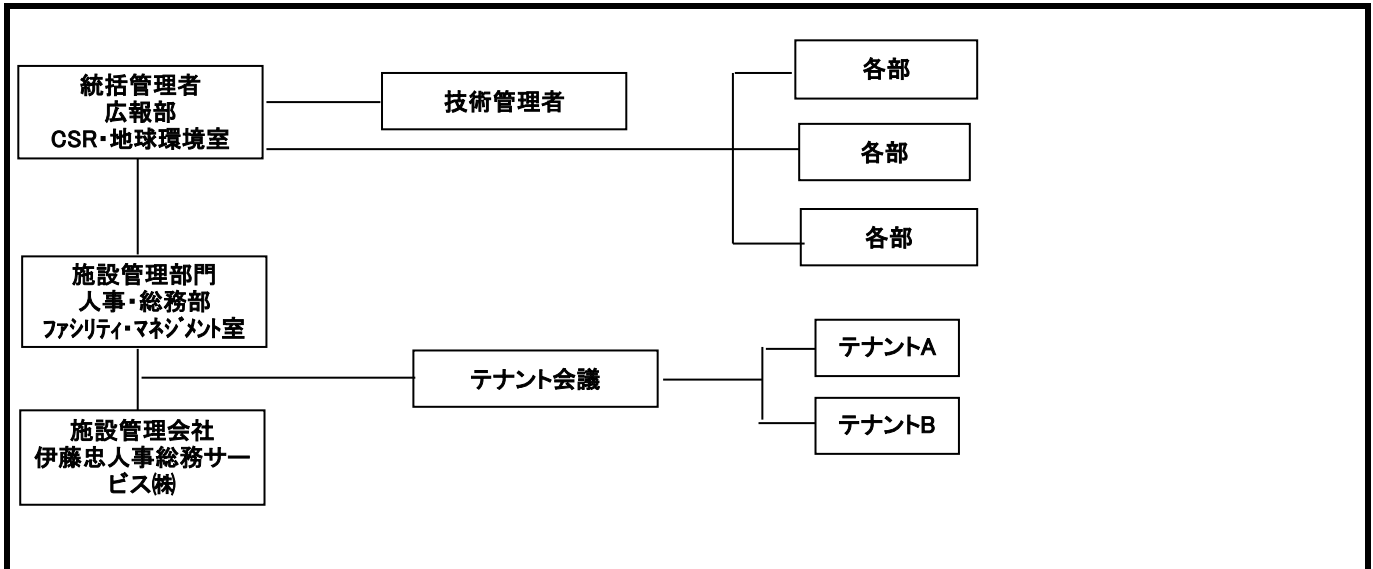 統括管理者
広報部
CSR・地球環境室
技術管理者
各部
各部
各部
施設管理部門
人事・総務部
ファシリティ・マネジメント室
テナント会議
テナントA
テナントB
施設管理会社
伊藤忠人事総務サー
ビス㈱